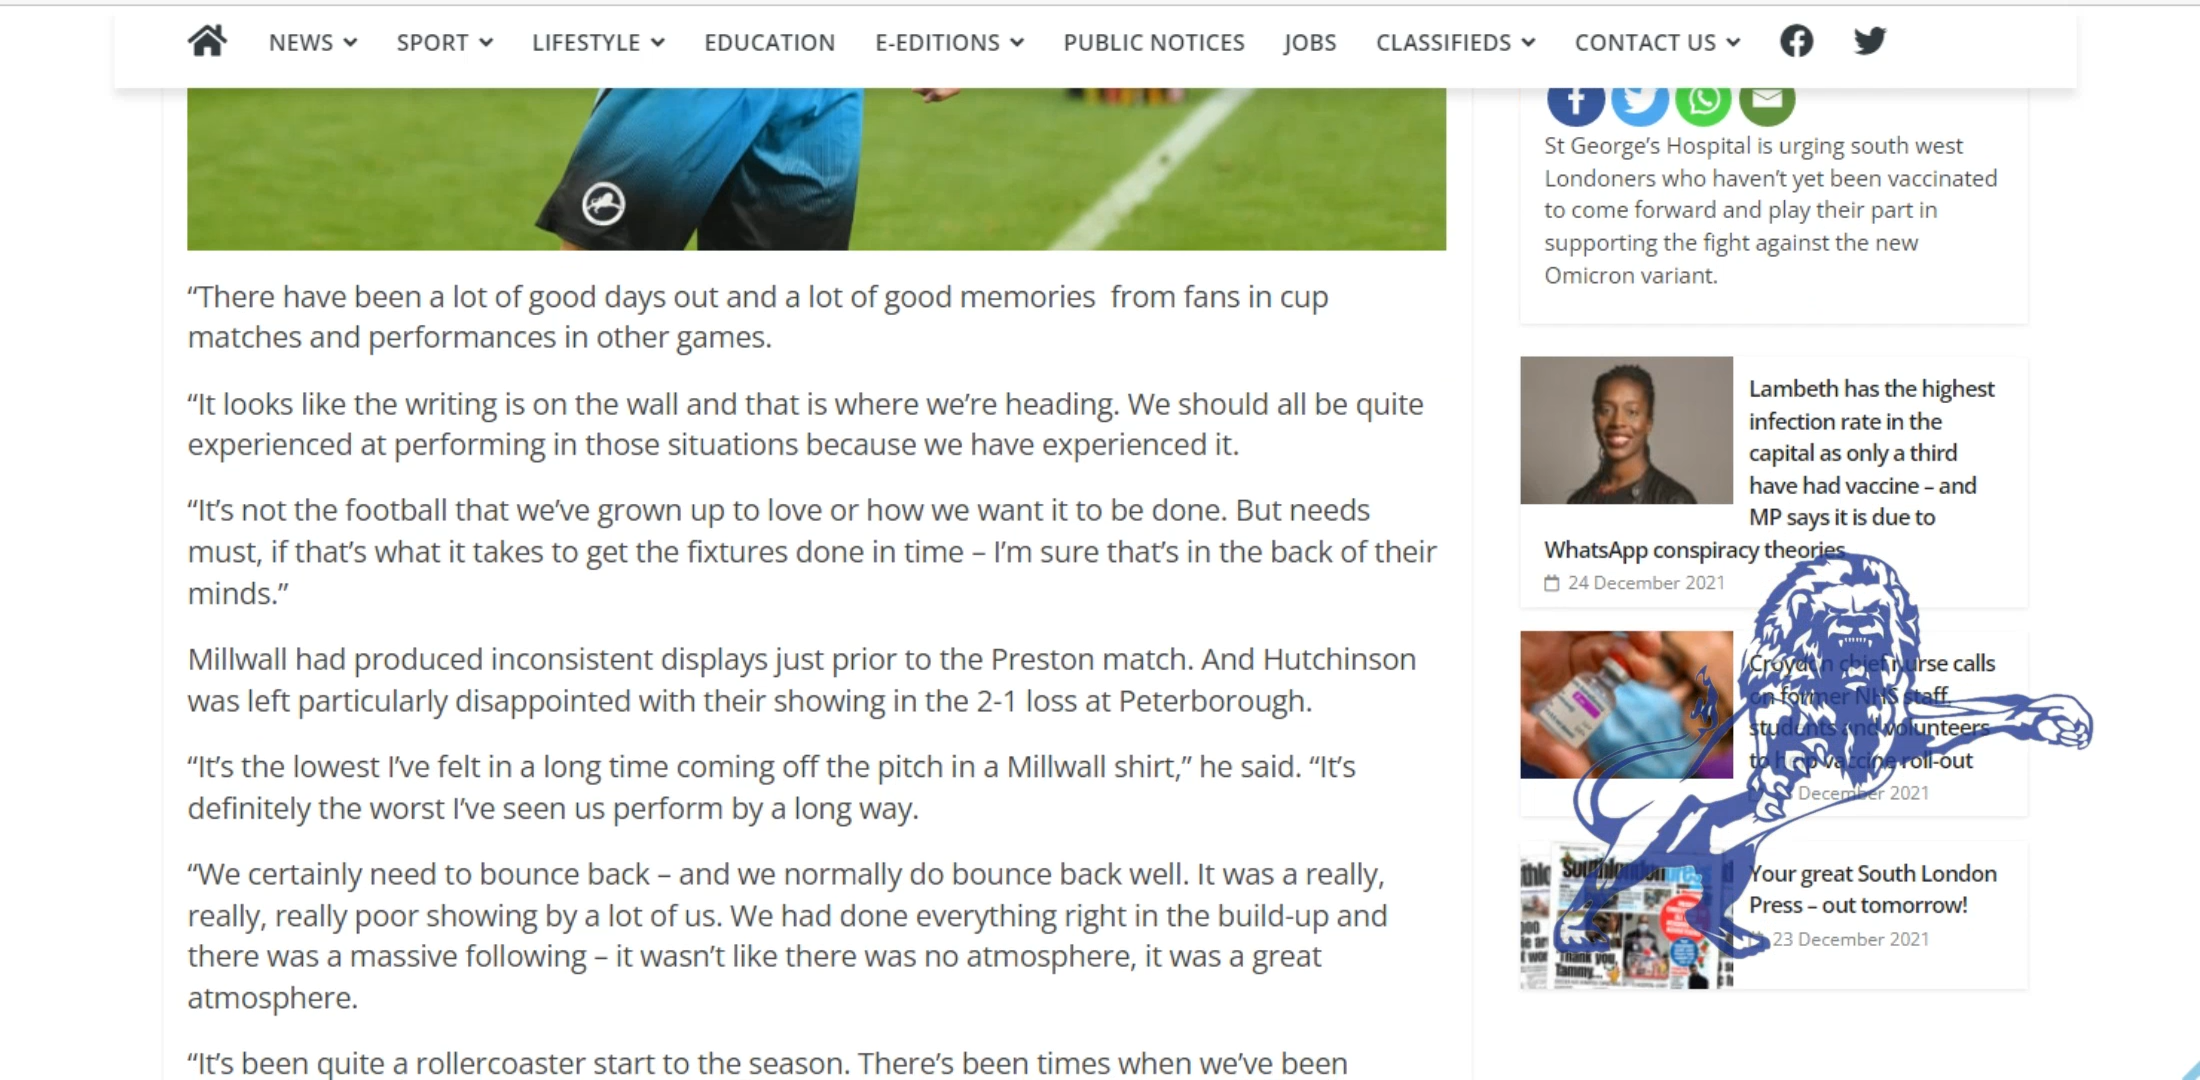 NEWS SPORT LIFESTYLE EDUCATION E-EDITIONS PUBLIC NOTICES JOBS CLASSIFIEDS CONTACT US
“There have been a lot of good days out and a lot of good memories from fans in cup
matches and performances in other games.
“It looks like the writing is on the wall and that is where we’re heading. We should all be quite
experienced at performing in those situations because we have experienced it.
“It’s not the football that we’ve grown up to love or how we want it to be done. But needs
must, if that’s what it takes to get the fixtures done in time – I’m sure that’s in the back of their
minds.”
Millwall had produced inconsistent displays just prior to the Preston match. And Hutchinson
was left particularly disappointed with their showing in the 2-1 loss at Peterborough.
“It’s the lowest I’ve felt in a long time coming off the pitch in a Millwall shirt,” he said. “It’s
definitely the worst I’ve seen us perform by a long way.
“We certainly need to bounce back – and we normally do bounce back well. It was a really,
really, really poor showing by a lot of us. We had done everything right in the build-up and
there was a massive following – it wasn’t like there was no atmosphere, it was a great
atmosphere.
“It’s been quite a rollercoaster start to the season. There’s been times when we’ve been
St George’s Hospital is urging south west
Londoners who haven’t yet been vaccinated
to come forward and play their part in
supporting the fight against the new
Omicron variant.
Lambeth has the highest
infection rate in the
capital as only a third
have had vaccine – and
MP says it is due to
WhatsApp conspiracy theories
24 December 2021
Croydon chief nurse calls
on former NHS staff,
students and volunteers
to help vaccine roll-out
December 2021
Southlondonpress
Thank you,
Tammy...
Your great South London
Press – out tomorrow!
23 December 2021